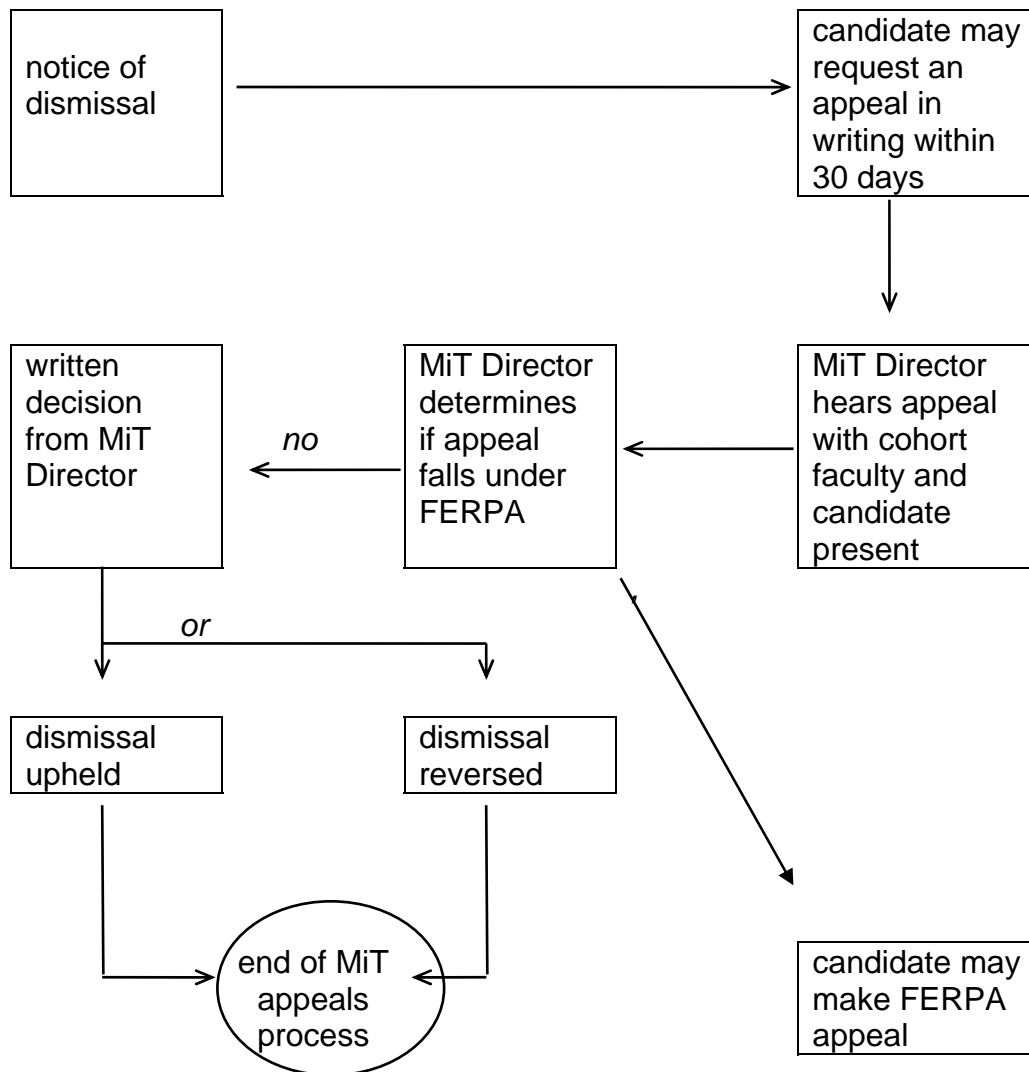 notice of
dismissal
candidate may
request an
appeal in
writing within
30 days
written
decision
from MiT
Director
no
MiT Director
determines
if appeal
falls under
FERPA
MiT Director
hears appeal
with cohort
faculty and
candidate
present
or
dismissal
upheld
dismissal
reversed
end of MiT
appeals
process
candidate may
make FERPA
appeal